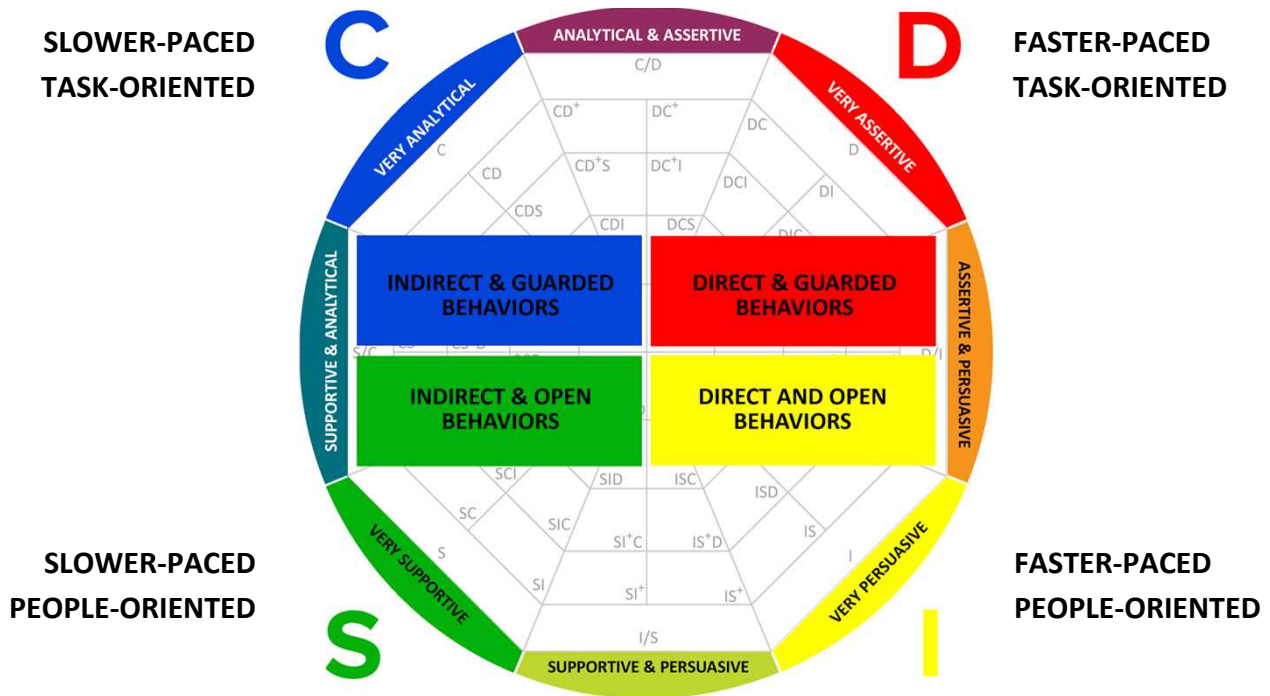 SLOWER-PACED
TASK-ORIENTED
C
ANALYTICAL & ASSERTIVE
D
FASTER-PACED
TASK-ORIENTED
VERY ANALYTICAL
VERY ASSERTIVE
C/D
CD+
DC+
DC
C
D
CD
CD+S
DC+I
DCI
DI
CDS
CDI
DCS
DIC
SUPPORTIVE & ANALYTICAL
INDIRECT & GUARDED
BEHAVIORS
DIRECT & GUARDED
BEHAVIORS
ASSERTIVE & PERSUASIVE
S/C
D/I
INDIRECT & OPEN
BEHAVIORS
DIRECT AND OPEN
BEHAVIORS
SCI
SID
ISC
ISD
SC
SIC
SI+C
IS+D
IS
S
I
SI
SI+
IS+
VERY SUPPORTIVE
VERY PERSUASIVE
I/S
SLOWER-PACED
PEOPLE-ORIENTED
S
SUPPORTIVE & PERSUASIVE
I
FASTER-PACED
PEOPLE-ORIENTED